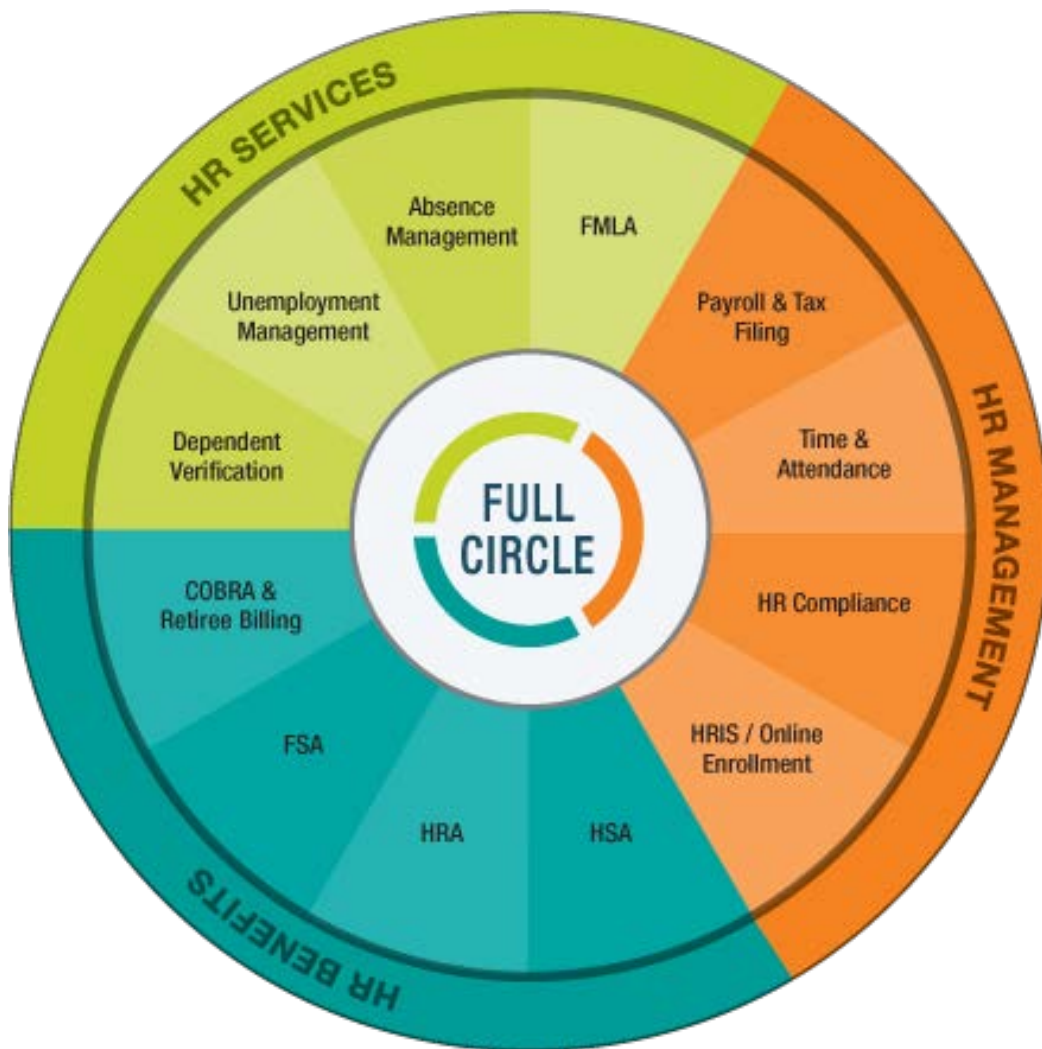 HR SERVICES
Absence
Management
FMLA
Unemployment
Management
Payroll & Tax
Filing
Dependent
Verification
Time &
Attendance
HR MANAGEMENT
FULL
CIRCLE
COBRA &
Retiree Billing
HR Compliance
FSA
HRIS / Online
Enrollment
HRA
HSA
HR BENEFITS